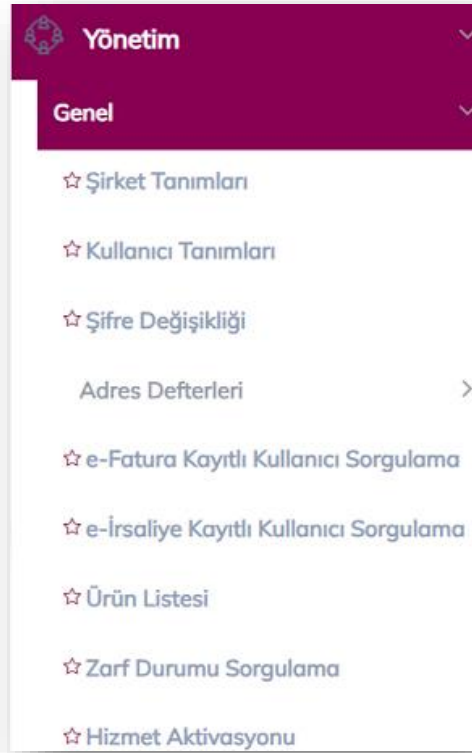 Yönetim
Genel
Şirket Tanımları
Kullanıcı Tanımları
Şifre Değişikliği
Adres Defterleri
e-Fatura Kayıtlı Kullanıcı Sorgulama
e-İrsaliye Kayıtlı Kullanıcı Sorgulama
Ürün Listesi
Zarf Durumu Sorgulama
Hizmet Aktivasyonu